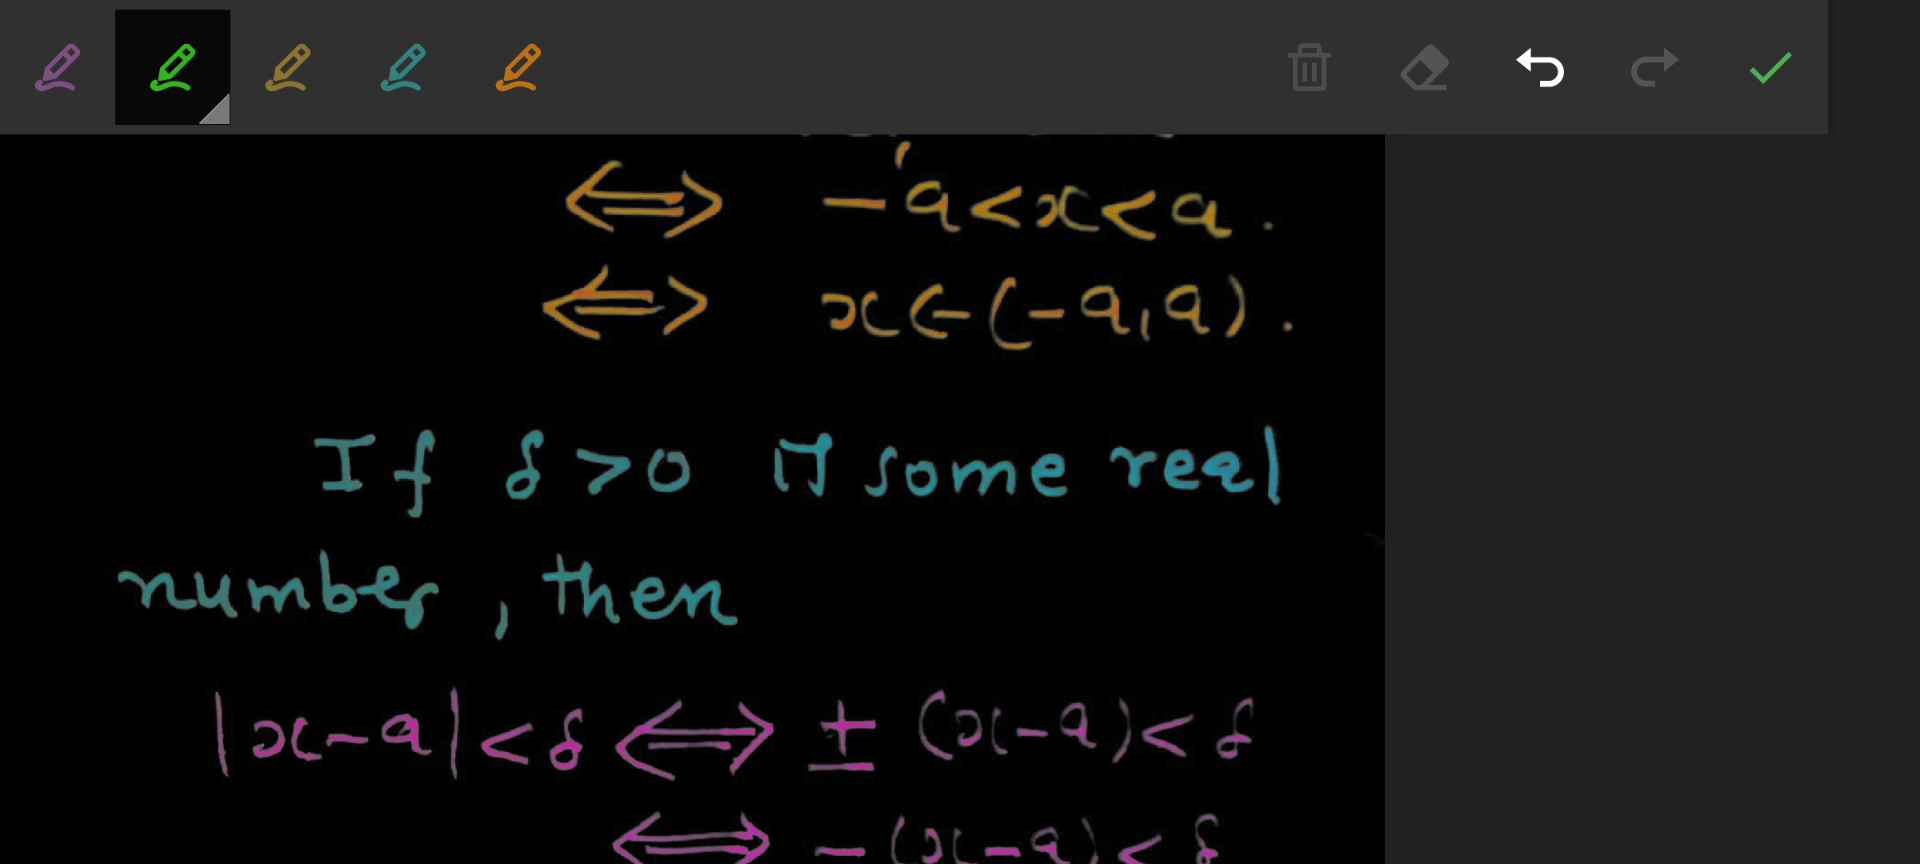 ⟺ -a<x<a.
⟺ x∈(-a,a).
If δ>0 is some real
number, then
|x-a|<δ ⟺ ± (x-a)<δ
⟺ -(x-a)<δ